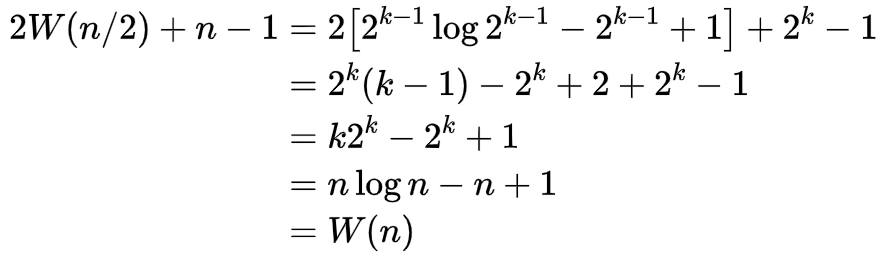 2W(n/2) + n − 1 = 2[2^{k−1} log 2^{k−1} − 2^{k−1} + 1] + 2^k − 1
= 2^k(k − 1) − 2^k + 2 + 2^k − 1
= k2^k − 2^k + 1
= n log n − n + 1
= W(n)